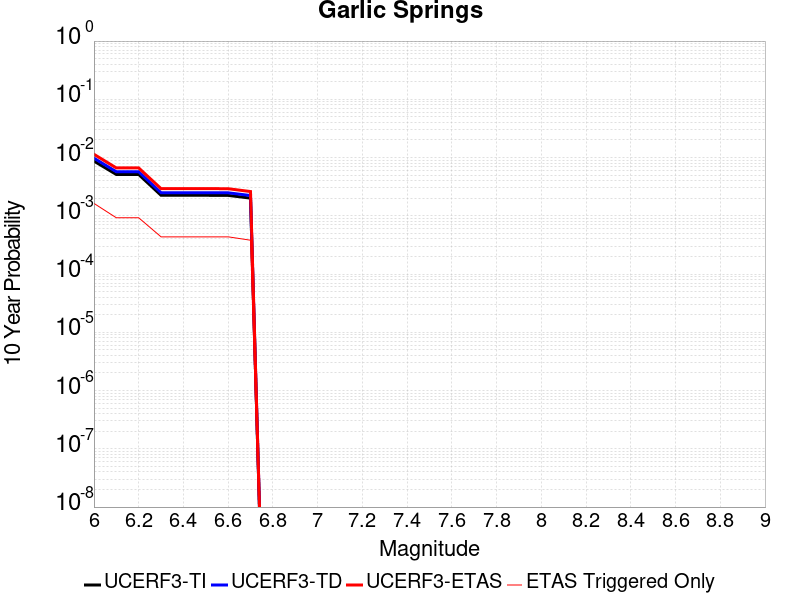 Garlic Springs
10^0
10^-1
10^-2
10^-3
10^-4
10^-5
10^-6
10^-7
10^-8
10 Year Probability
6 6.2 6.4 6.6 6.8 7 7.2 7.4 7.6 7.8 8 8.2 8.4 8.6 8.8 9
Magnitude
UCERF3-TI UCERF3-TD UCERF3-ETAS ETAS Triggered Only